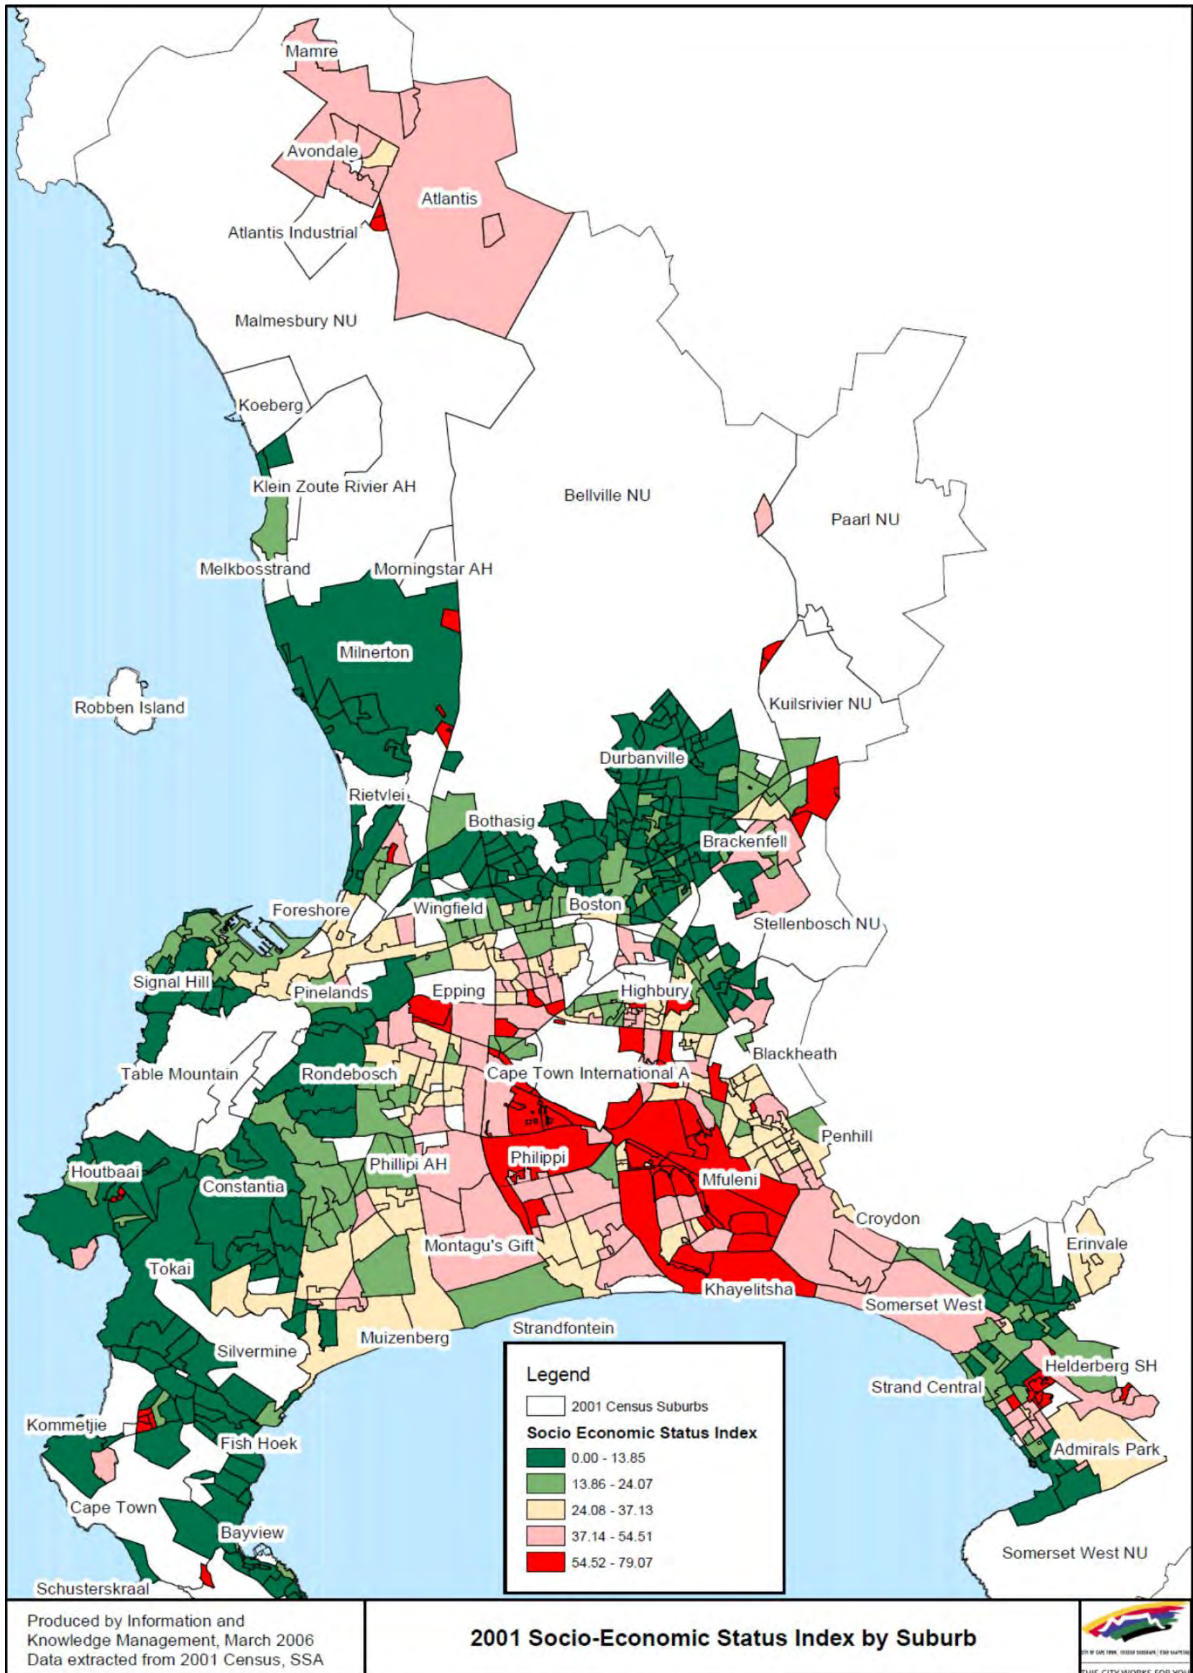 Mamre
Avondale
Atlantis
Atlantis Industrial
Malmesbury NU
Koeberg
Klein Zoute Rivier AH
Bellville NU
Paarl NU
Melkbosstrand
Morningstar AH
Milnerton
Robben Island
Kuilsrivier NU
Durbanville
Rietvlei
Bothasig
Brackenfell
Foreshore
Wingfield
Boston
Stellenbosch NU
Signal Hill
Pinelands
Epping
Highbury
Blackheath
Table Mountain
Rondebosch
Cape Town International A
Penhill
Houtbaai
Constantia
Phillipi AH
Philippi
Mfuleni
Croydon
Erinvale
Montagu's Gift
Tokai
Khayelitsha
Somerset West
Muizenberg
Strandfontein
Silvermine
Helderberg SH
Strand Central
Kommetjie
Fish Hoek
Admirals Park
Cape Town
Bayview
Somerset West NU
Schusterskraal
Legend
2001 Census Suburbs
Socio Economic Status Index
0.00 - 13.85
13.86 - 24.07
24.08 - 37.13
37.14 - 54.51
54.52 - 79.07
Produced by Information and
Knowledge Management, March 2006
Data extracted from 2001 Census, SSA
2001 Socio-Economic Status Index by Suburb
THIS CITY WORKS FOR YOU